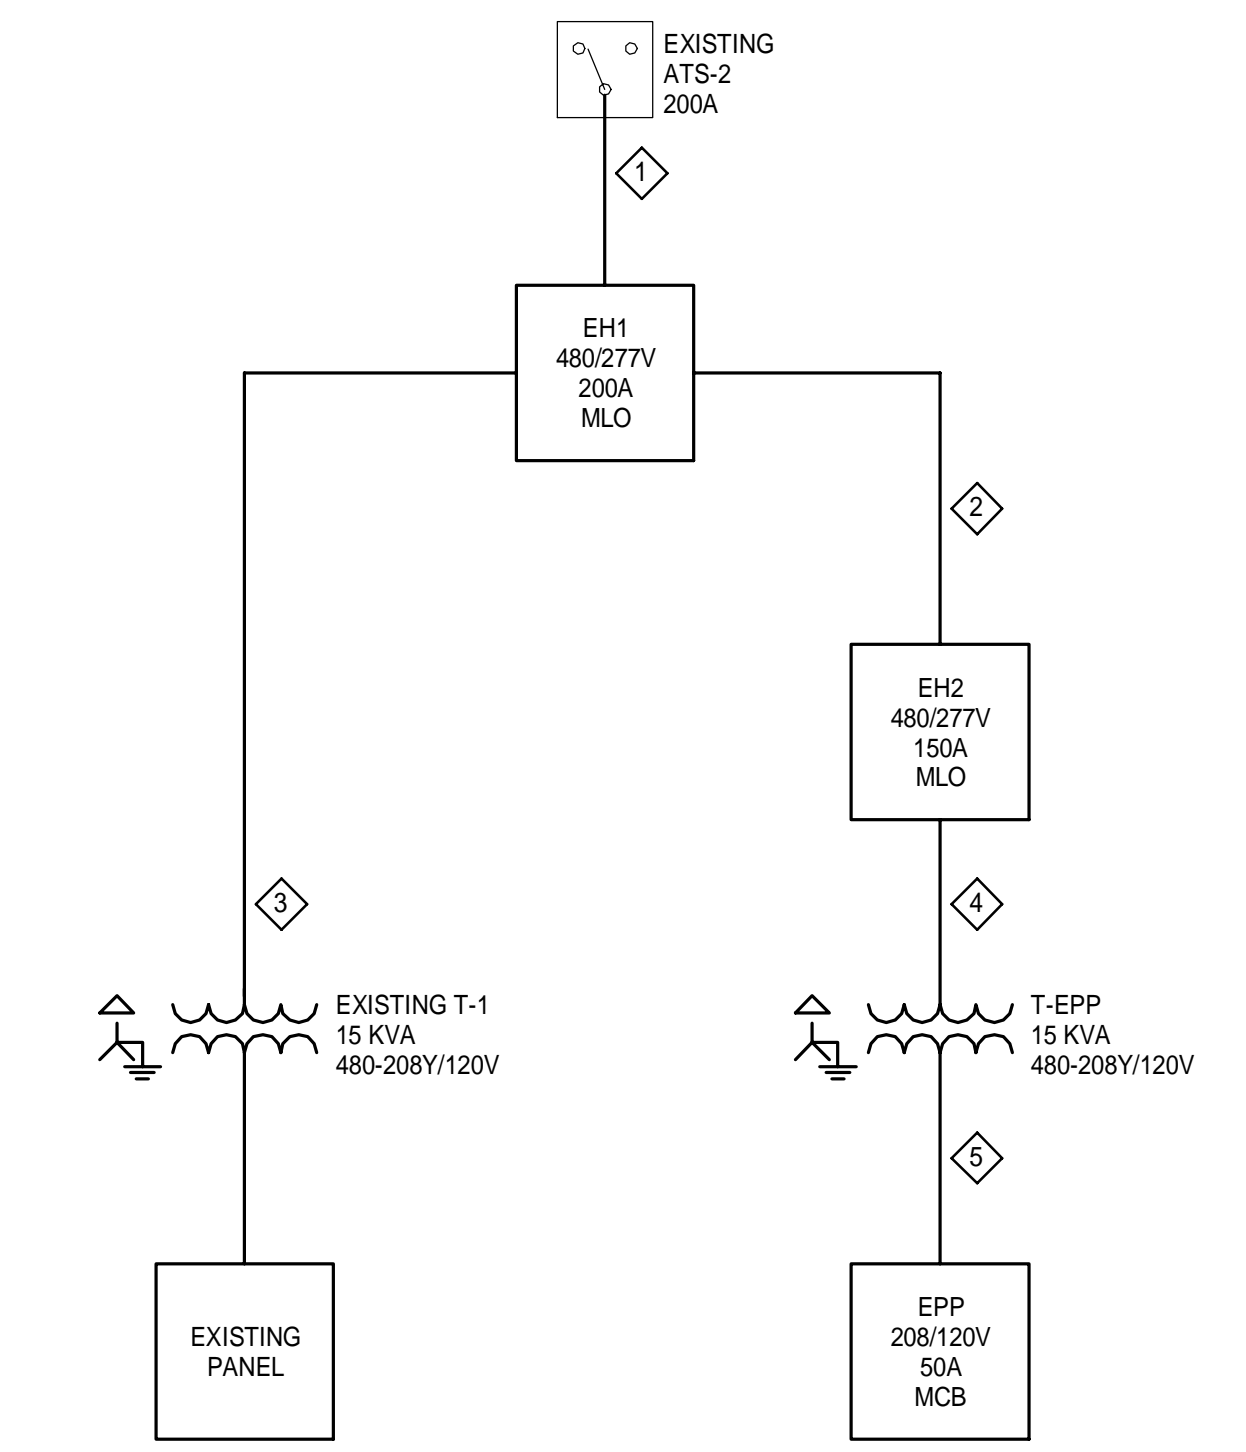 EXISTING
ATS-2
200A
1
EH1
480/277V
200A
MLO
2
EH2
480/277V
150A
MLO
3
4
EXISTING T-1
15 KVA
480-208Y/120V
T-EPP
15 KVA
480-208Y/120V
5
EXISTING
PANEL
EPP
208/120V
50A
MCB